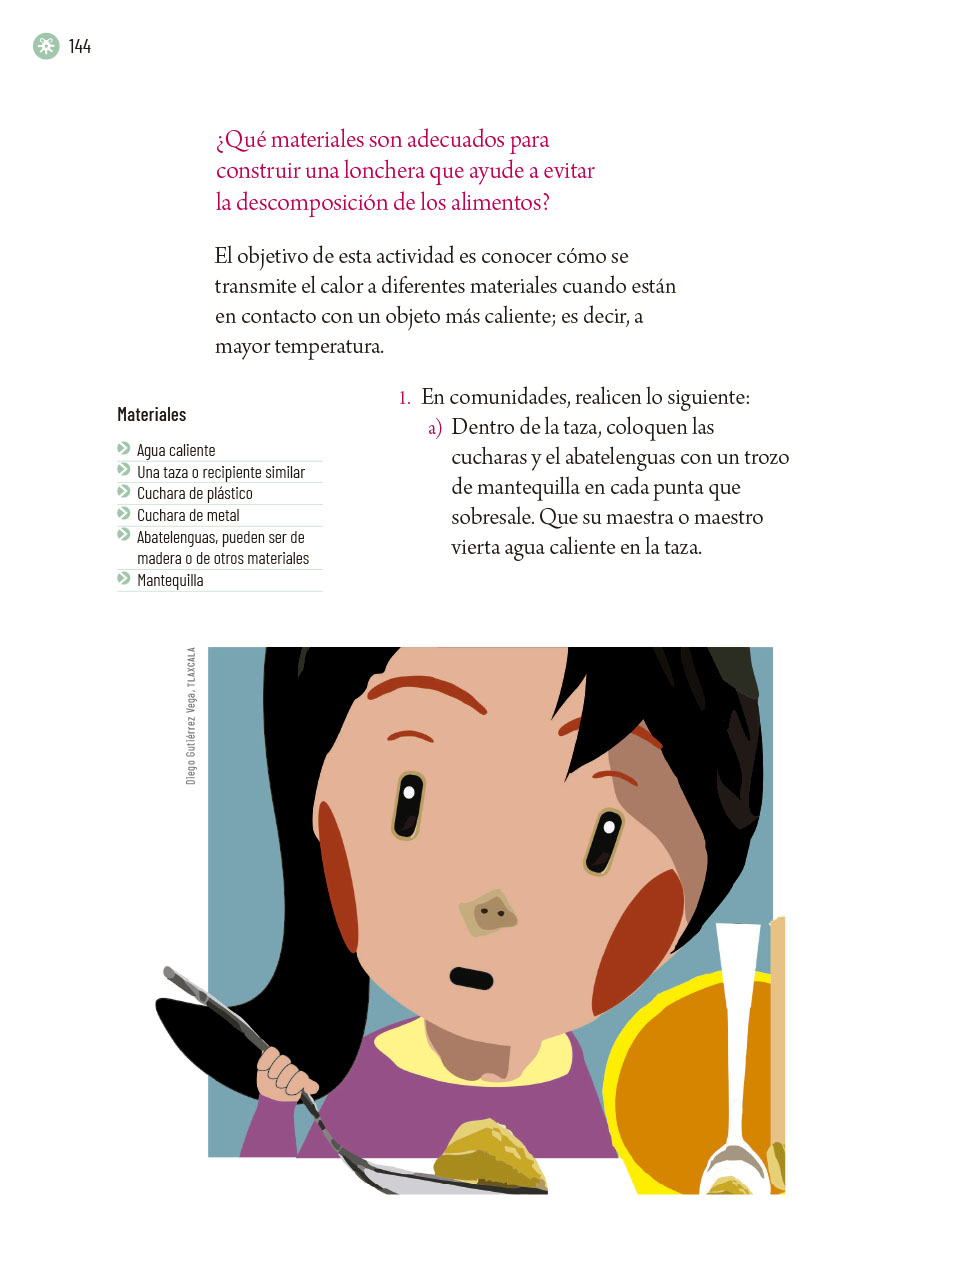 144
¿Qué materiales son adecuados para
construir una lonchera que ayude a evitar
la descomposición de los alimentos?
El objetivo de esta actividad es conocer cómo se
transmite el calor a diferentes materiales cuando están
en contacto con un objeto más caliente; es decir, a
mayor temperatura.
Materiales
Agua caliente
Una taza o recipiente similar
Cuchara de plástico
Cuchara de metal
Abatelenguas, pueden ser de
madera o de otros materiales
Mantequilla
1. En comunidades, realicen lo siguiente:
a) Dentro de la taza, coloquen las
cucharas y el abatelenguas con un trozo
de mantequilla en cada punta que
sobresale. Que su maestra o maestro
vierta agua caliente en la taza.
Diego Gutiérrez Vega, TLAXCALA